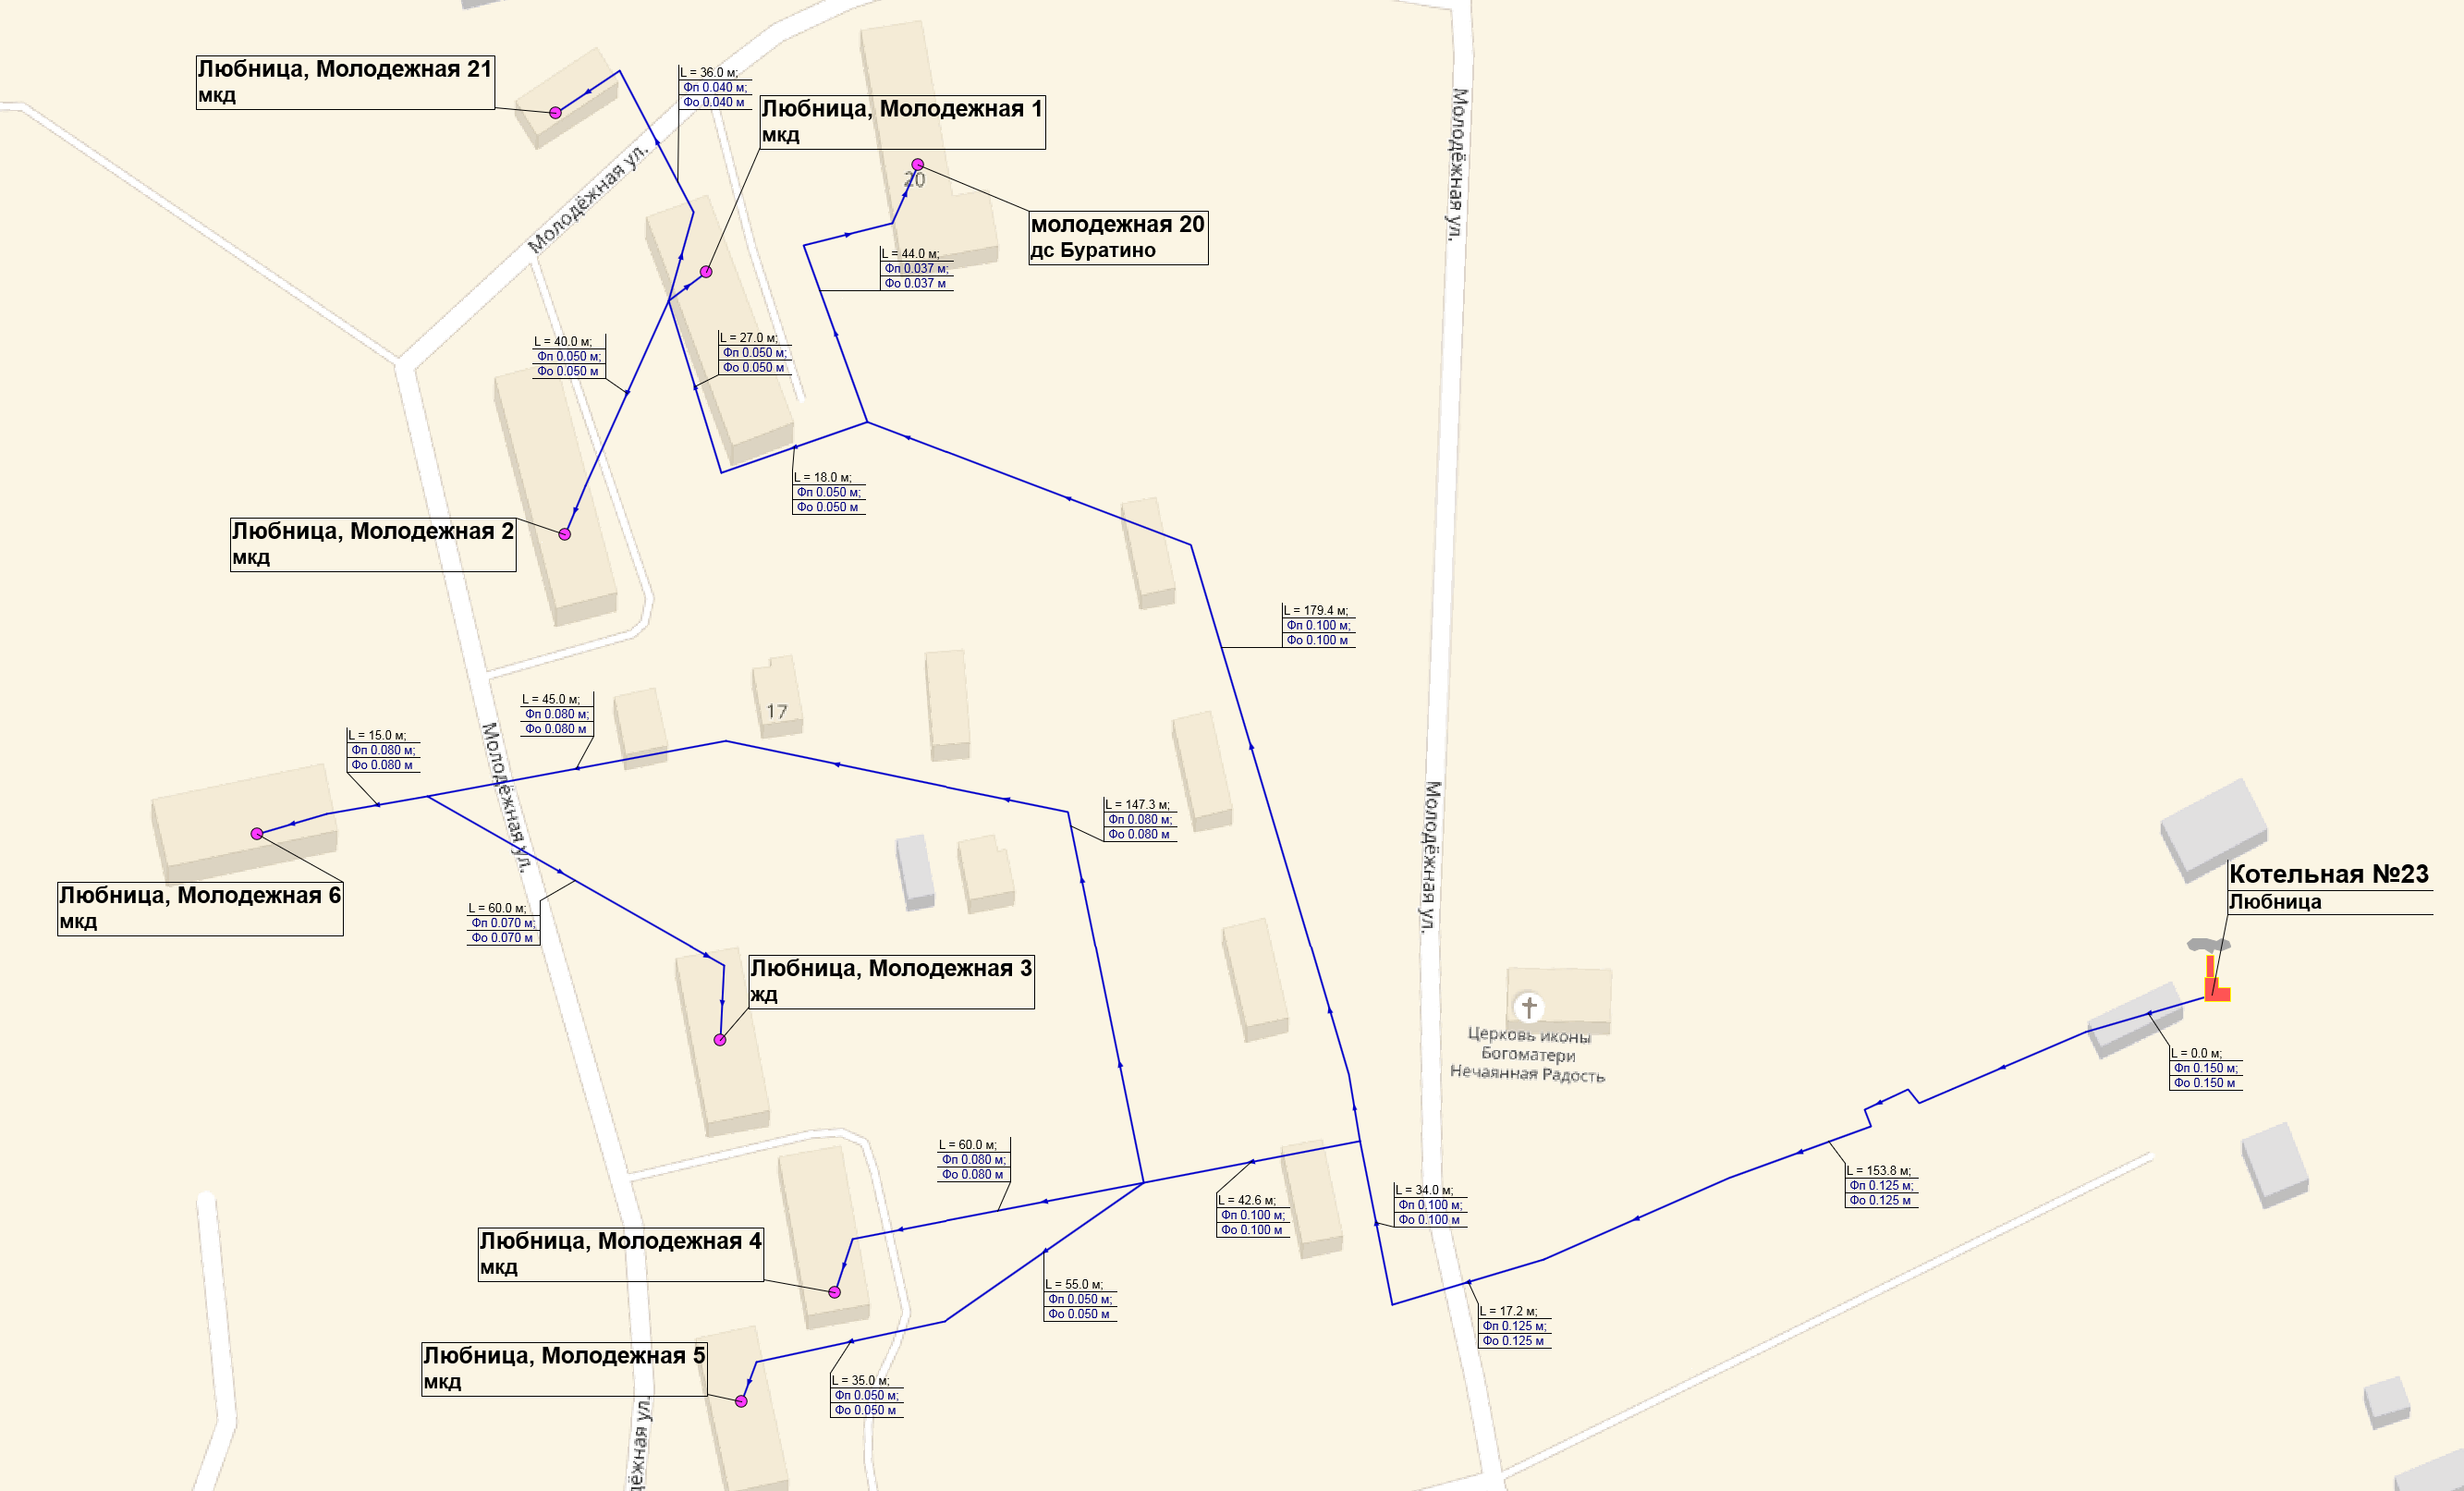 Любница, Молодежная 21
мкд
L = 36.0 м;
Фп 0.040 м;
Фо 0.040 м
Любница, Молодежная 1
мкд
Молодёжная ул.
Молодёжная ул.
20
молодежная 20
дс Буратино
L = 44.0 м;
Фп 0.037 м;
Фо 0.037 м
L = 40.0 м;
Фп 0.050 м;
Фо 0.050 м
L = 27.0 м;
Фп 0.050 м;
Фо 0.050 м
L = 18.0 м;
Фп 0.050 м;
Фо 0.050 м
Любница, Молодежная 2
мкд
L = 179.4 м;
Фп 0.100 м;
Фо 0.100 м
L = 45.0 м;
Фп 0.080 м;
Фо 0.080 м
17
L = 15.0 м;
Фп 0.080 м;
Фо 0.080 м
Молодёжная ул.
L = 147.3 м;
Фп 0.080 м;
Фо 0.080 м
Молодёжная ул.
Котельная №23
Любница
Любница, Молодежная 6
мкд
L = 60.0 м;
Фп 0.070 м;
Фо 0.070 м
Любница, Молодежная 3
жд
Церковь иконы
Богоматери
Нечаянная Радость
L = 0.0 м;
Фп 0.150 м;
Фо 0.150 м
L = 60.0 м;
Фп 0.080 м;
Фо 0.080 м
L = 153.8 м;
Фп 0.125 м;
Фо 0.125 м
L = 42.6 м;
Фп 0.100 м;
Фо 0.100 м
L = 34.0 м;
Фп 0.100 м;
Фо 0.100 м
Любница, Молодежная 4
мкд
L = 55.0 м;
Фп 0.050 м;
Фо 0.050 м
L = 17.2 м;
Фп 0.125 м;
Фо 0.125 м
Любница, Молодежная 5
мкд
L = 35.0 м;
Фп 0.050 м;
Фо 0.050 м
дёжная ул.